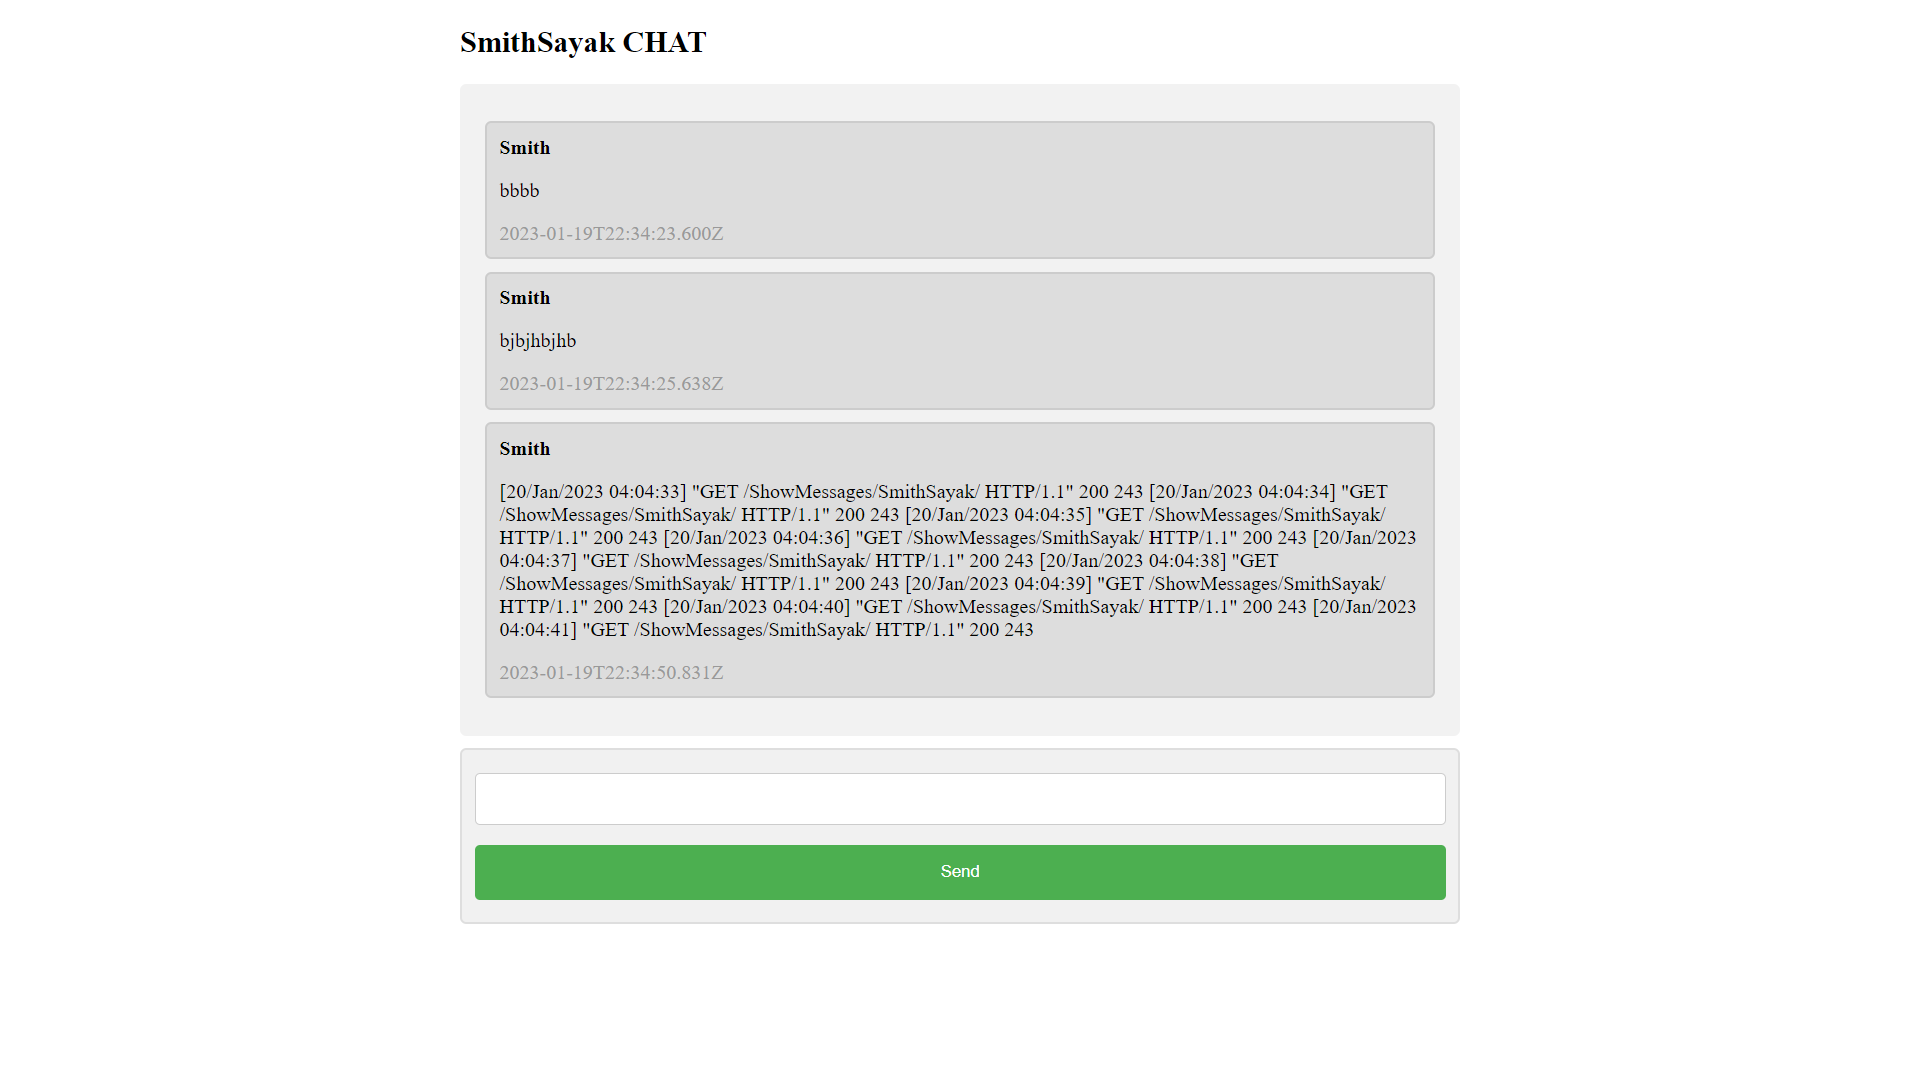 SmithSayak CHAT
Smith
bbbb
2023-01-19T22:34:23.600Z
Smith
bjbjhbjhb
2023-01-19T22:34:25.638Z
Smith
[20/Jan/2023 04:04:33] "GET /ShowMessages/SmithSayak/ HTTP/1.1" 200 243 [20/Jan/2023 04:04:34] "GET
/ShowMessages/SmithSayak/ HTTP/1.1" 200 243 [20/Jan/2023 04:04:35] "GET /ShowMessages/SmithSayak/
HTTP/1.1" 200 243 [20/Jan/2023 04:04:36] "GET /ShowMessages/SmithSayak/ HTTP/1.1" 200 243 [20/Jan/2023
04:04:37] "GET /ShowMessages/SmithSayak/ HTTP/1.1" 200 243 [20/Jan/2023 04:04:38] "GET
/ShowMessages/SmithSayak/ HTTP/1.1" 200 243 [20/Jan/2023 04:04:39] "GET /ShowMessages/SmithSayak/
HTTP/1.1" 200 243 [20/Jan/2023 04:04:40] "GET /ShowMessages/SmithSayak/ HTTP/1.1" 200 243 [20/Jan/2023
04:04:41] "GET /ShowMessages/SmithSayak/ HTTP/1.1" 200 243
2023-01-19T22:34:50.831Z
Send